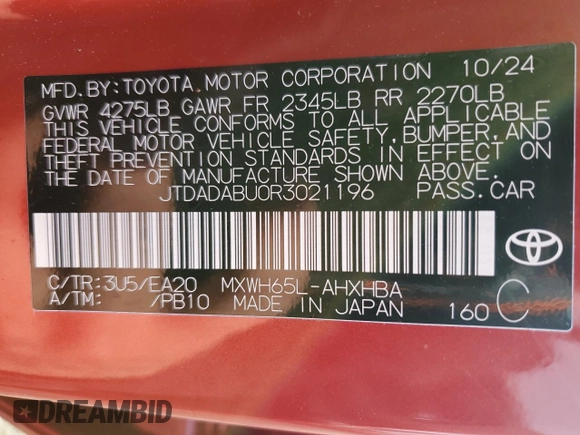 MFD. BY: TOYOTA MOTOR CORPORATION 10/24
GVWR 4275LB GAWR FR 2345LB RR 2270LB
THIS VEHICLE CONFORMS TO ALL APPLICABLE
FEDERAL MOTOR VEHICLE SAFETY, BUMPER, AND
THEFT PREVENTION STANDARDS IN EFFECT ON
THE DATE OF MANUFACTURE SHOWN ABOVE.
JTDADABU0R3021196 PASS. CAR
C/TR: 3U5/EA20 MXWH65L-AHXHBA
A/TM: /PB10 MADE IN JAPAN 160 C
DREAMBID